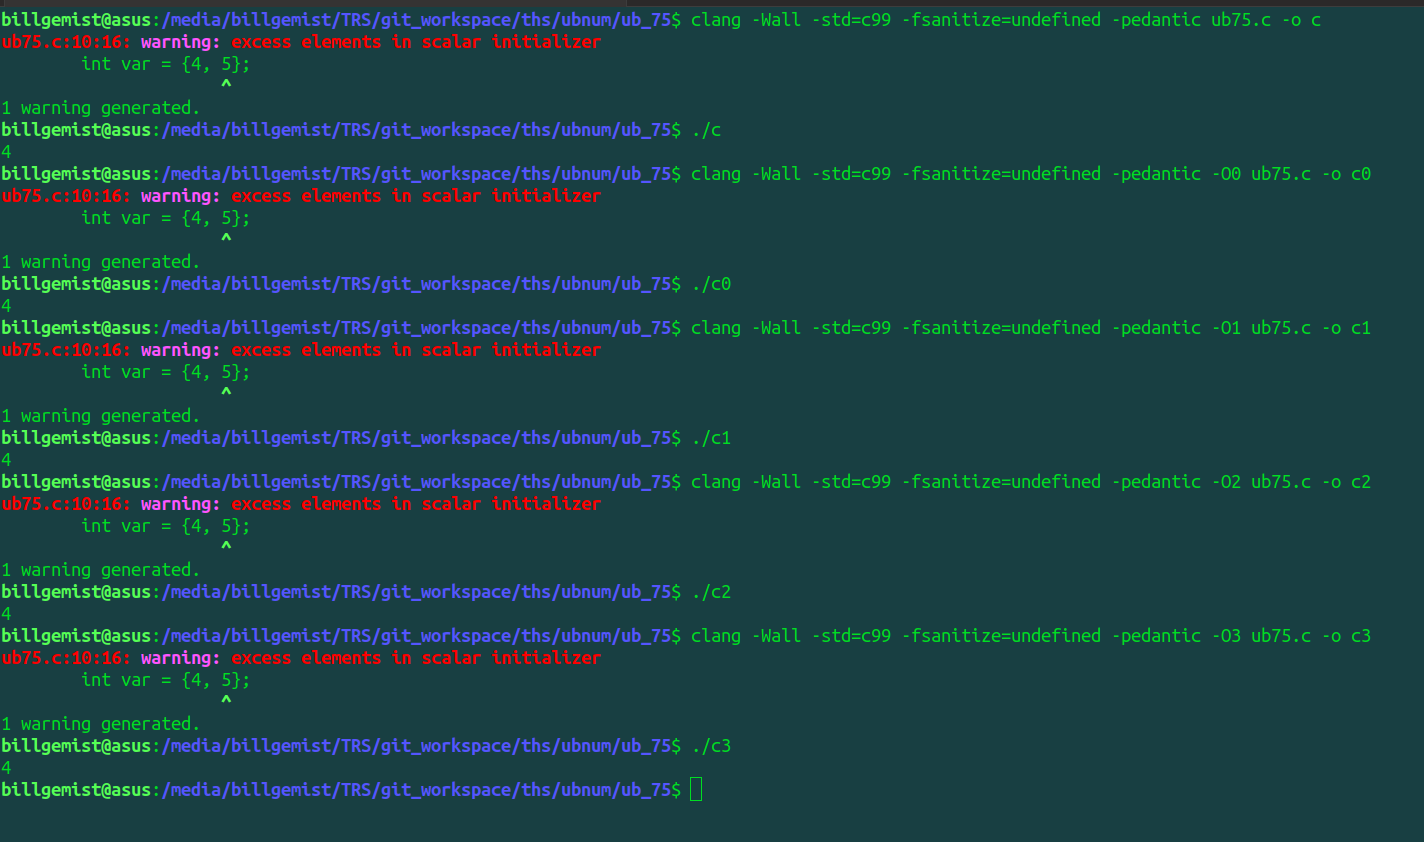 billgemist@asus:/media/billgemist/TRS/git_workspace/ths/ubnum/ub_75$ clang -Wall -std=c99 -fsanitize=undefined -pedantic ub75.c -o c
ub75.c:10:16: warning: excess elements in scalar initializer
        int var = {4, 5};
                      ^
1 warning generated.
billgemist@asus:/media/billgemist/TRS/git_workspace/ths/ubnum/ub_75$ ./c
4
billgemist@asus:/media/billgemist/TRS/git_workspace/ths/ubnum/ub_75$ clang -Wall -std=c99 -fsanitize=undefined -pedantic -O0 ub75.c -o c0
ub75.c:10:16: warning: excess elements in scalar initializer
        int var = {4, 5};
                      ^
1 warning generated.
billgemist@asus:/media/billgemist/TRS/git_workspace/ths/ubnum/ub_75$ ./c0
4
billgemist@asus:/media/billgemist/TRS/git_workspace/ths/ubnum/ub_75$ clang -Wall -std=c99 -fsanitize=undefined -pedantic -O1 ub75.c -o c1
ub75.c:10:16: warning: excess elements in scalar initializer
        int var = {4, 5};
                      ^
1 warning generated.
billgemist@asus:/media/billgemist/TRS/git_workspace/ths/ubnum/ub_75$ ./c1
4
billgemist@asus:/media/billgemist/TRS/git_workspace/ths/ubnum/ub_75$ clang -Wall -std=c99 -fsanitize=undefined -pedantic -O2 ub75.c -o c2
ub75.c:10:16: warning: excess elements in scalar initializer
        int var = {4, 5};
                      ^
1 warning generated.
billgemist@asus:/media/billgemist/TRS/git_workspace/ths/ubnum/ub_75$ ./c2
4
billgemist@asus:/media/billgemist/TRS/git_workspace/ths/ubnum/ub_75$ clang -Wall -std=c99 -fsanitize=undefined -pedantic -O3 ub75.c -o c3
ub75.c:10:16: warning: excess elements in scalar initializer
        int var = {4, 5};
                      ^
1 warning generated.
billgemist@asus:/media/billgemist/TRS/git_workspace/ths/ubnum/ub_75$ ./c3
4
billgemist@asus:/media/billgemist/TRS/git_workspace/ths/ubnum/ub_75$